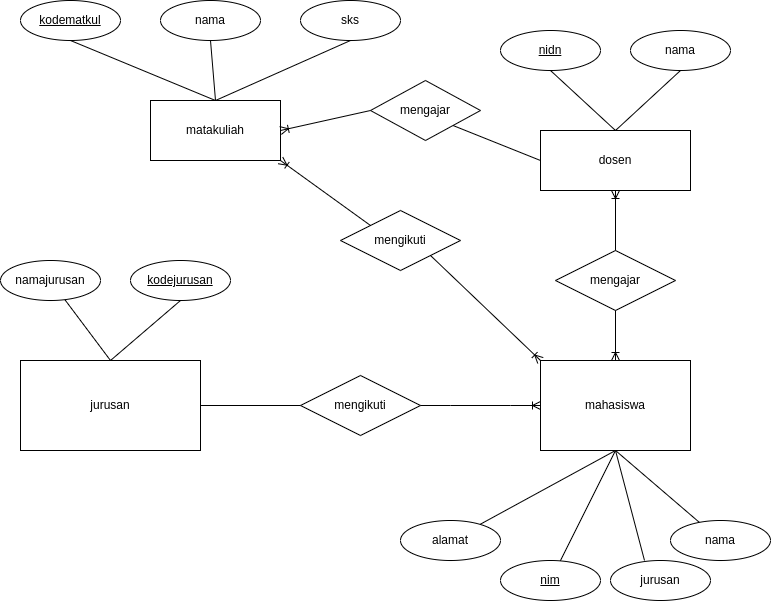 kodematkul
nama
sks
nidn
nama
mengajar
matakuliah
dosen
mengikuti
namajurusan
kodejurusan
mengajar
jurusan
mengikuti
mahasiswa
alamat
nama
nim
jurusan